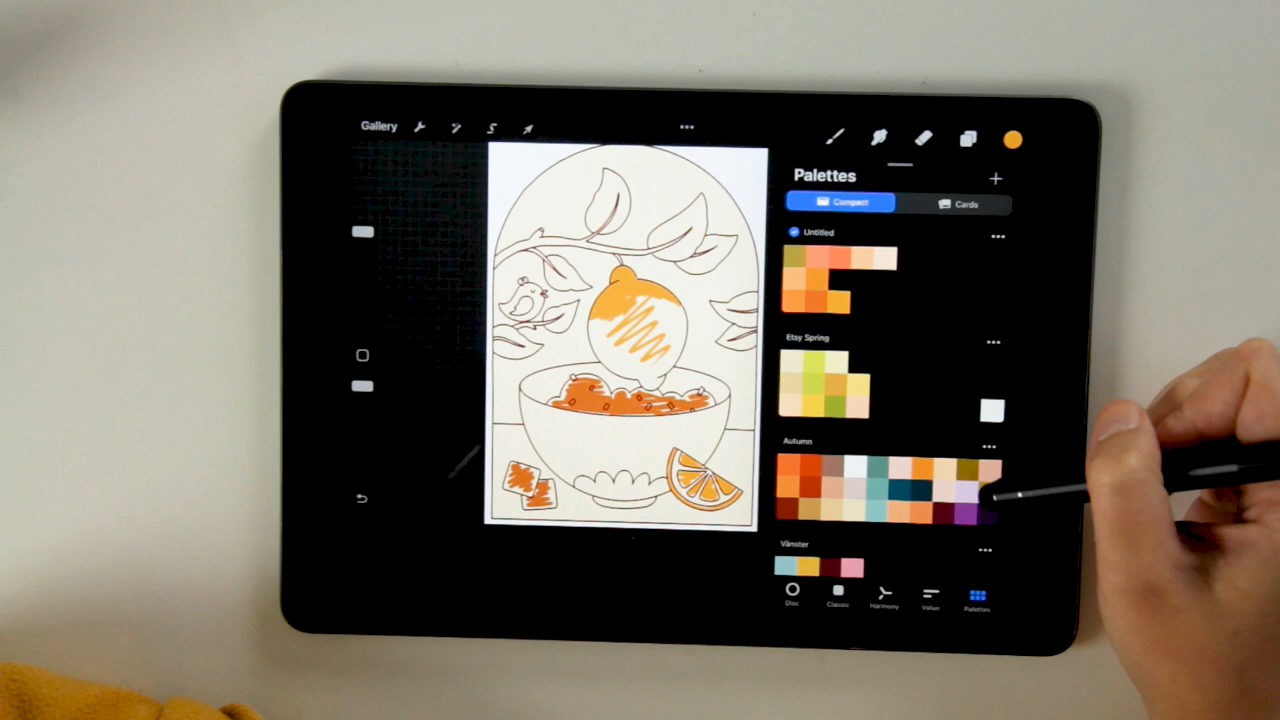 Gallery
Palettes
Compact
Cards
Untitled
Etsy Spring
Autumn
Vänster
Disc
Classic
Harmony
Value
Palettes